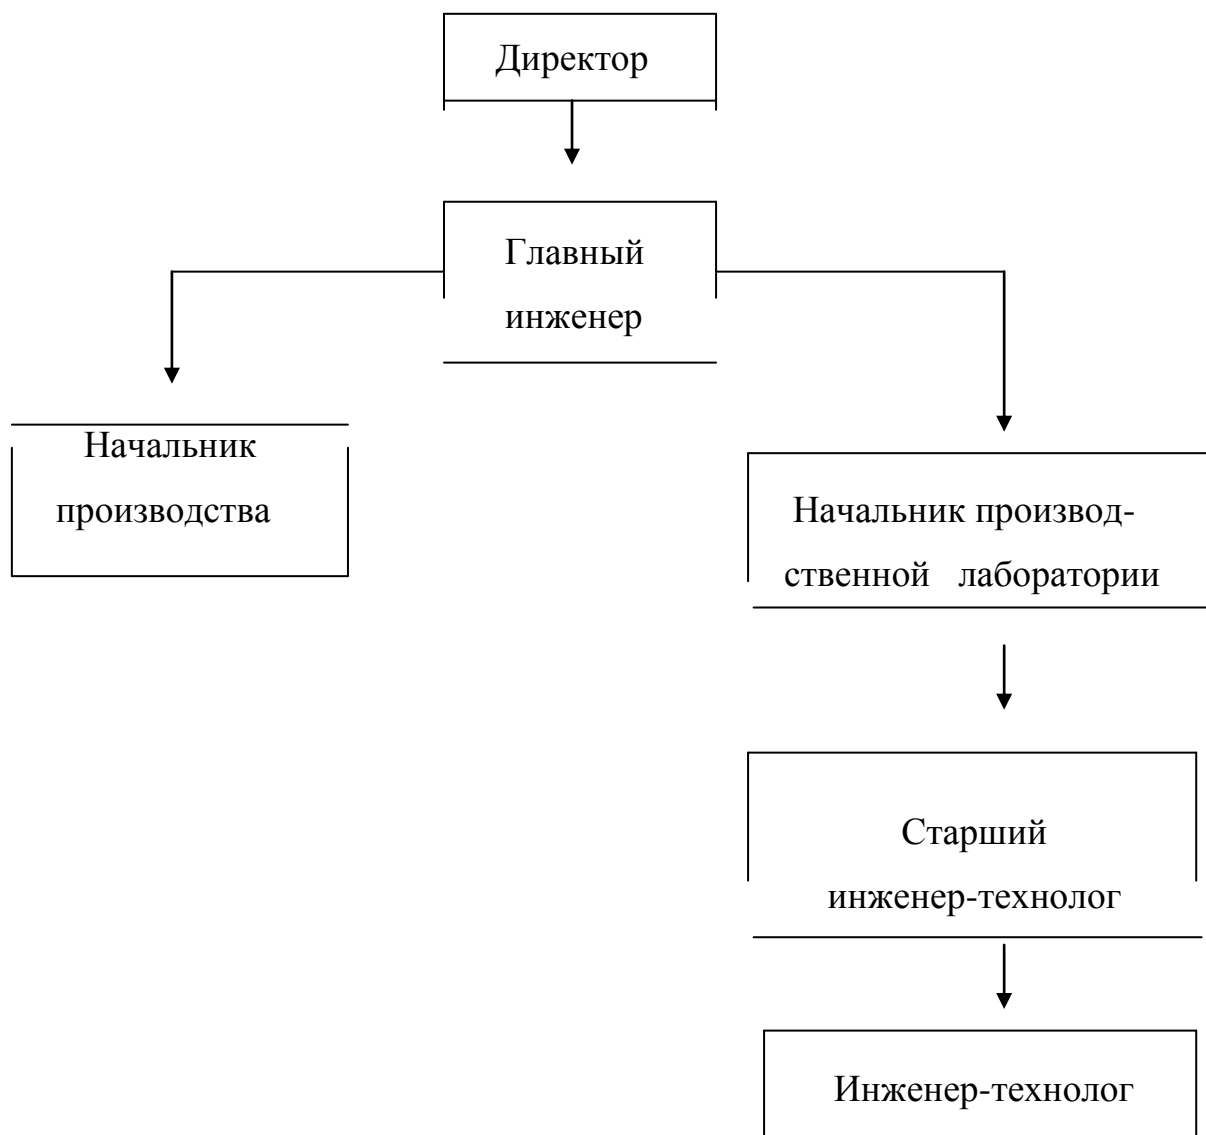 Директор
Главный
инженер
Начальник
производства
Начальник производ-
ственной лаборатории
Старший
инженер-технолог
Инженер-технолог